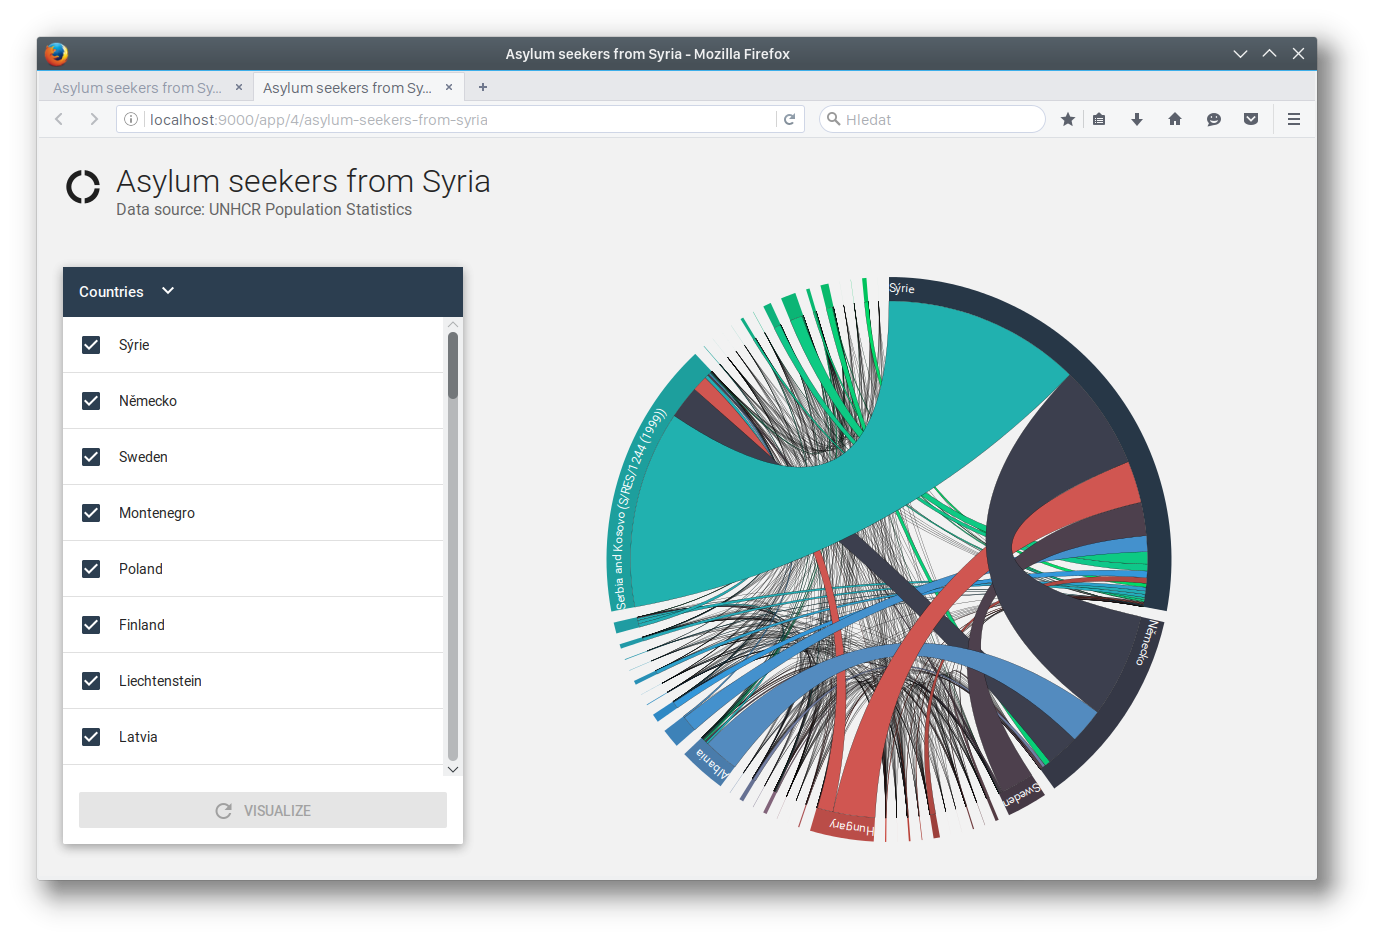 Asylum seekers from Syria - Mozilla Firefox
Asylum seekers from Sy...
Asylum seekers from Sy...
localhost:9000/app/4/asylum-seekers-from-syria
Hledat
Asylum seekers from Syria
Data source: UNHCR Population Statistics
Countries
Sýrie
Německo
Sweden
Montenegro
Poland
Finland
Liechtenstein
Latvia
VISUALIZE
Sýrie
Serbia and Kosovo (S/RES/1244 (1999))
Německo
Albania
Sweden
Hungary